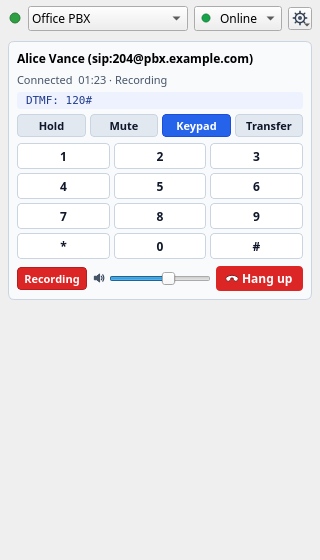 Office PBX Online
Alice Vance (sip:204@pbx.example.com)
Connected 01:23 · Recording
DTMF: 120#
Hold Mute Keypad Transfer
1 2 3
4 5 6
7 8 9
* 0 #
Recording Hang up